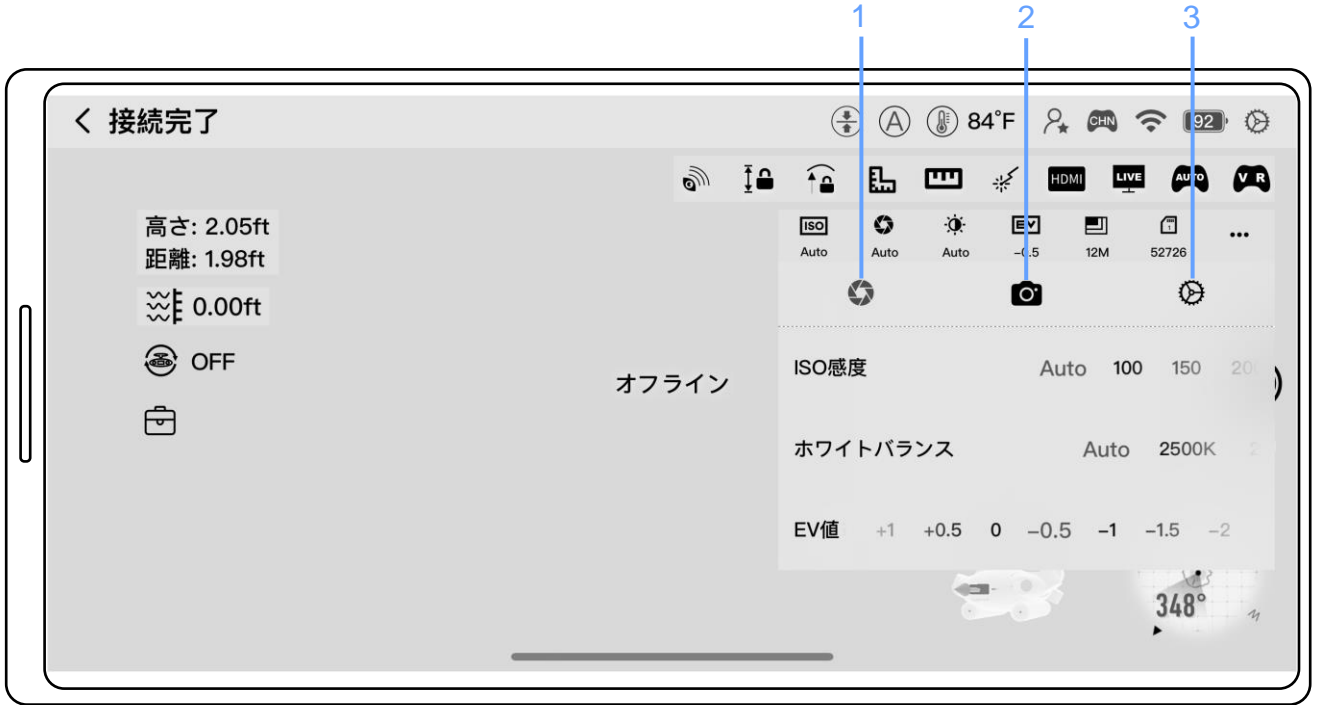 1 2 3
接続完了
A 84°F CHN 92
HDMI LIVE AUTO V R
高さ: 2.05ft
距離: 1.98ft
ISO EV
Auto Auto Auto 12M 52726
0.00ft
OFF
オフライン
ISO感度 Auto 100 150
ホワイトバランス Auto 2500K
EV値 +1 +0.5 0 −0.5 −1 −1.5 −2
348°